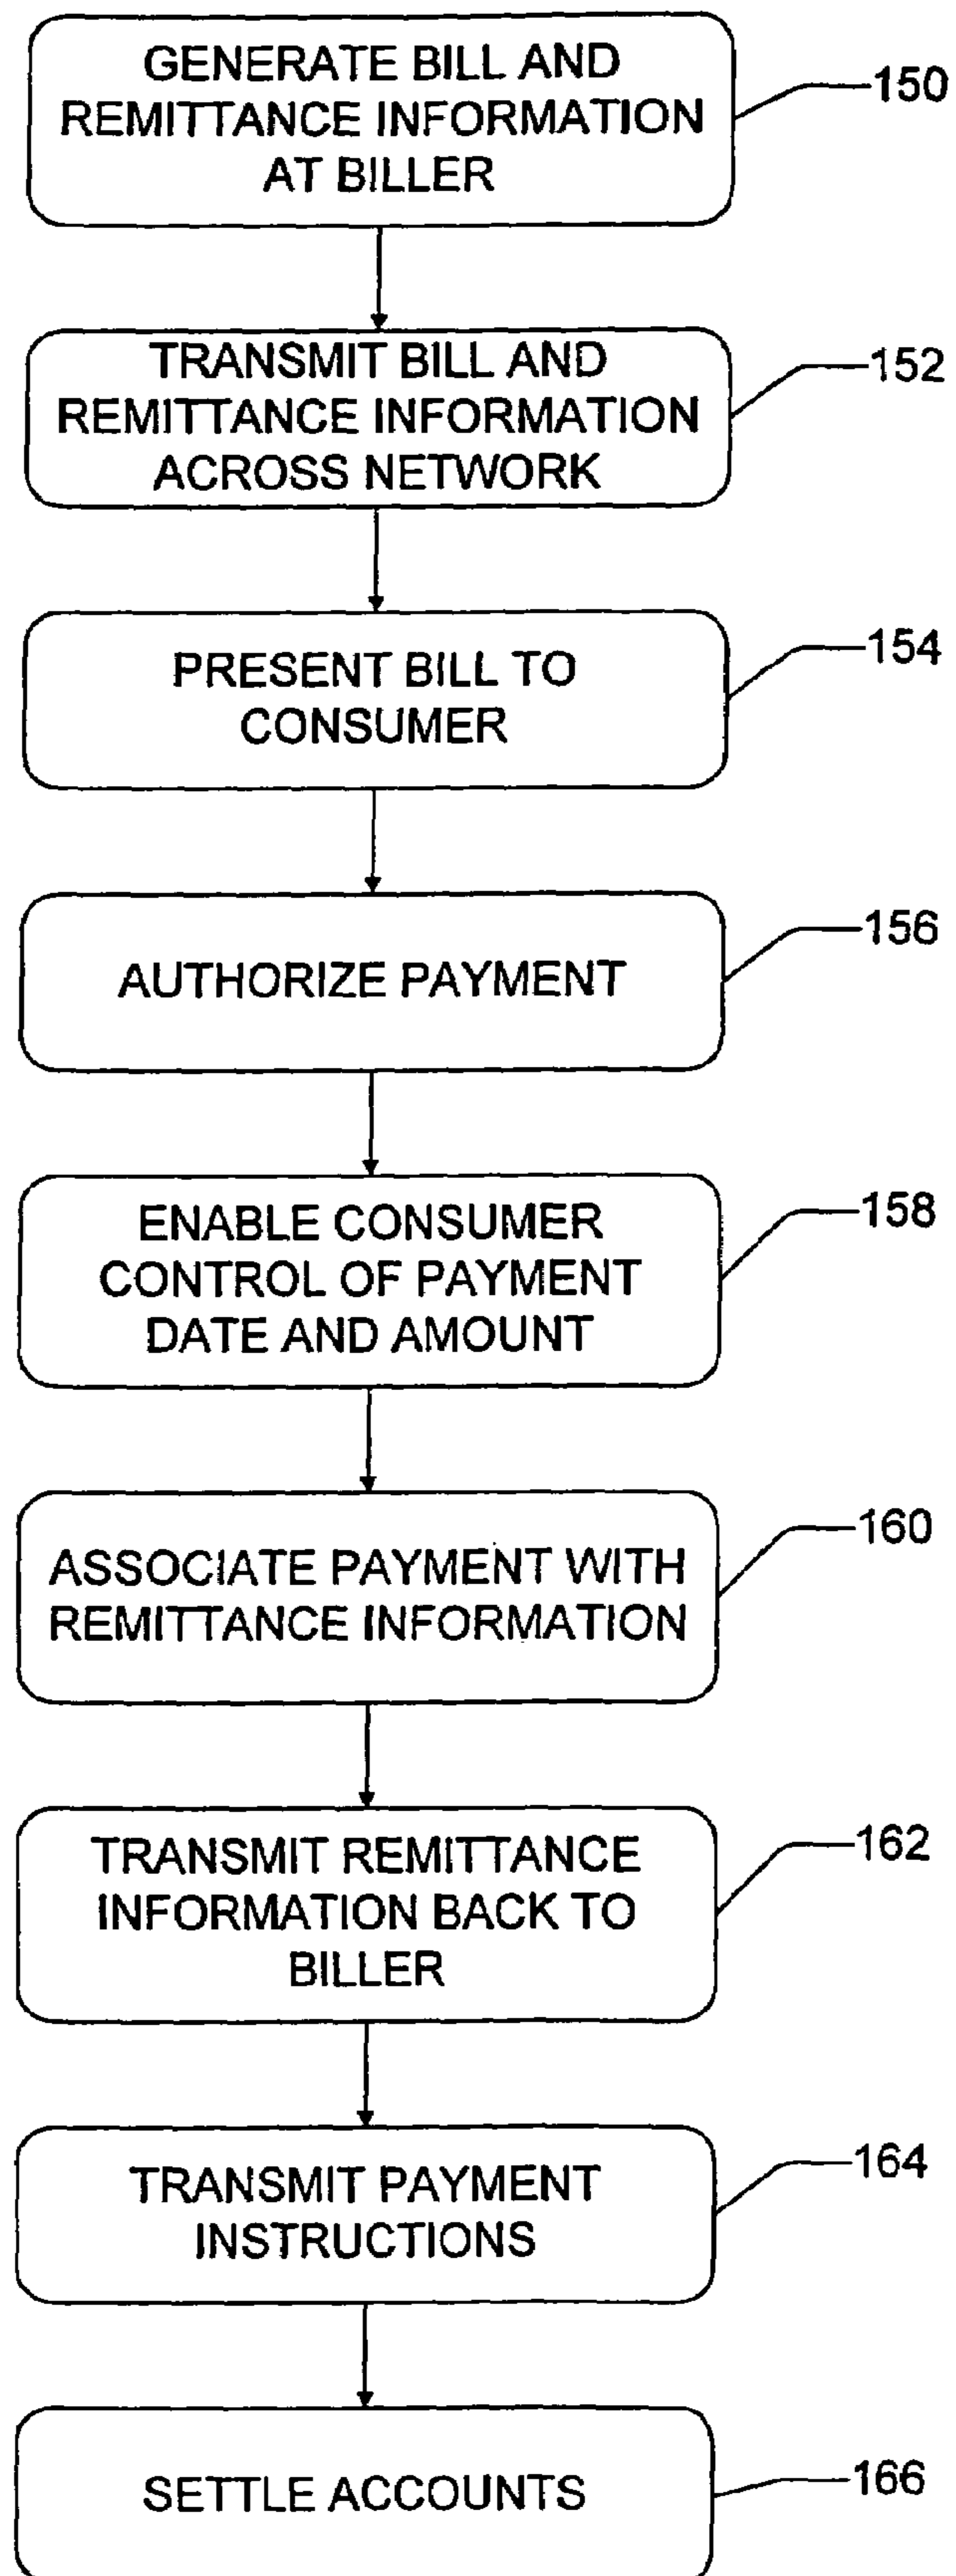 GENERATE BILL AND
REMITTANCE INFORMATION
AT BILLER
150
TRANSMIT BILL AND
REMITTANCE INFORMATION
ACROSS NETWORK
152
PRESENT BILL TO
CONSUMER
154
AUTHORIZE PAYMENT
156
ENABLE CONSUMER
CONTROL OF PAYMENT
DATE AND AMOUNT
158
ASSOCIATE PAYMENT WITH
REMITTANCE INFORMATION
160
TRANSMIT REMITTANCE
INFORMATION BACK TO
BILLER
162
TRANSMIT PAYMENT
INSTRUCTIONS
164
SETTLE ACCOUNTS
166